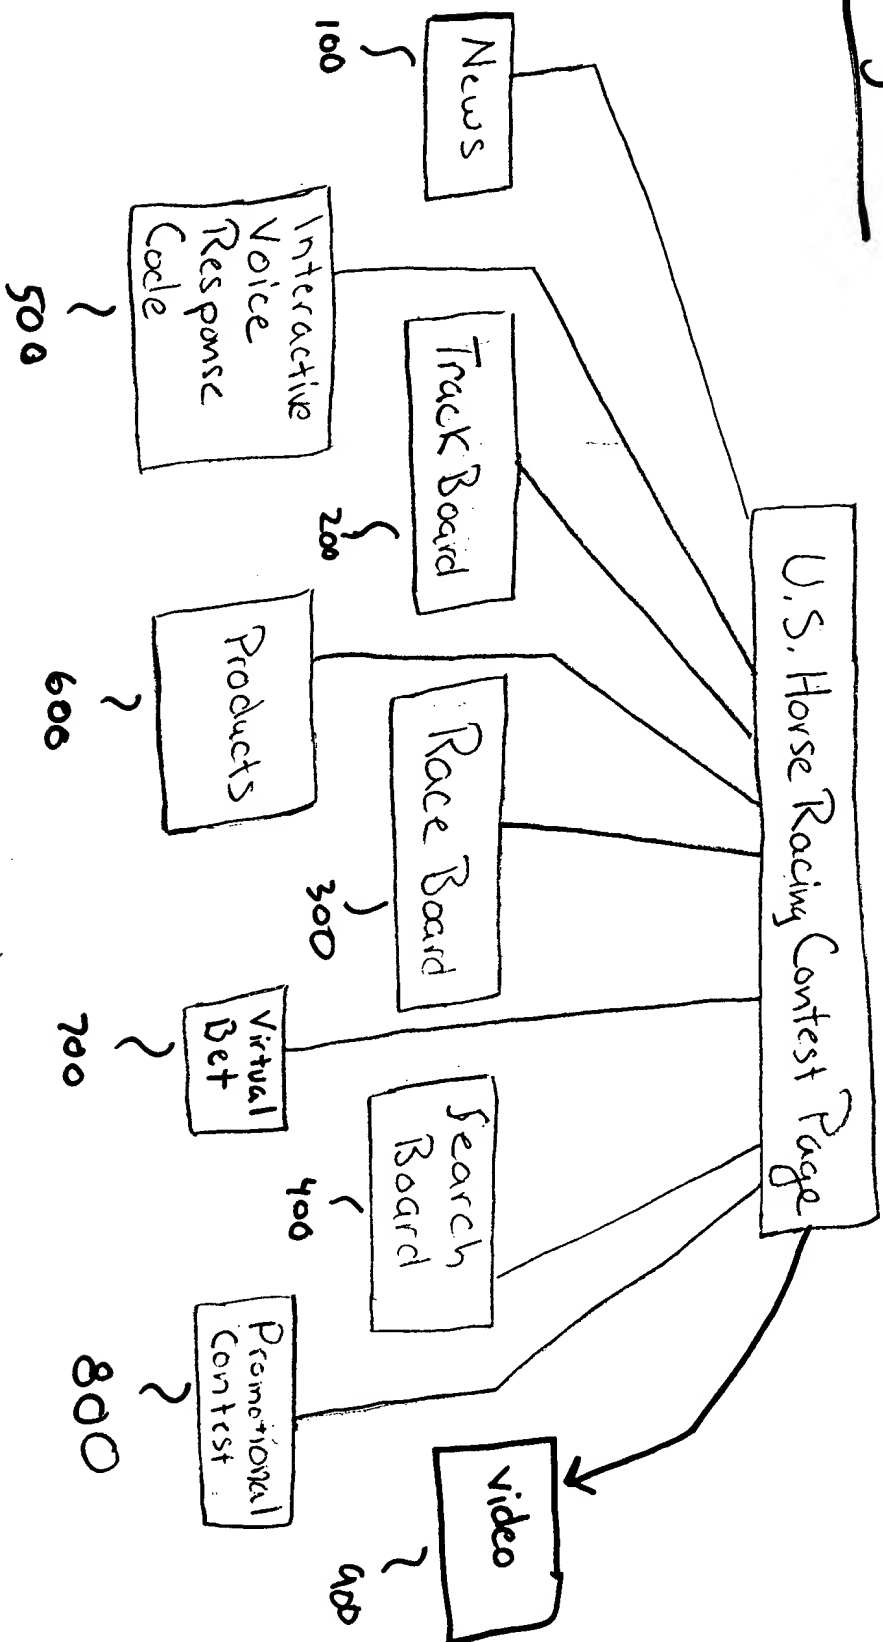 U.S. Horse Racing Contest Page
News
100
Interactive
Voice
Response
Code
500
Track Board
200
Products
600
Race Board
300
Virtual
Bet
700
Search
Board
400
Promotional
Contest
800
Video
900